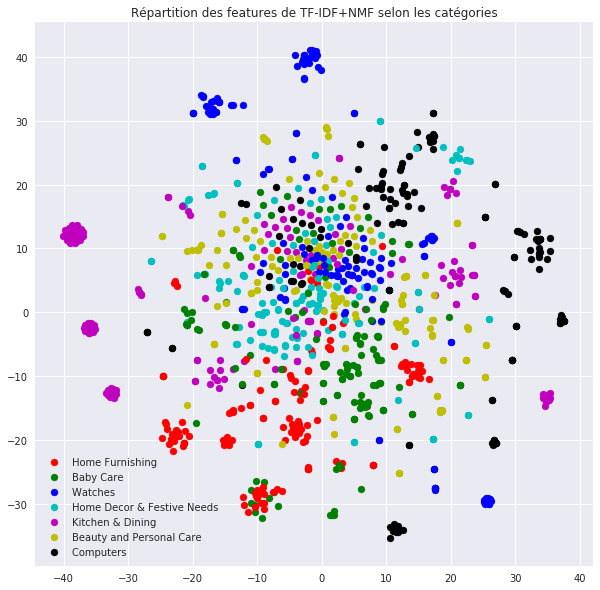 Répartition des features de TF-IDF+NMF selon les catégories
40
30
20
10
0
−10
−20
−30
Home Furnishing
Baby Care
Watches
Home Decor & Festive Needs
Kitchen & Dining
Beauty and Personal Care
Computers
−40 −30 −20 −10 0 10 20 30 40